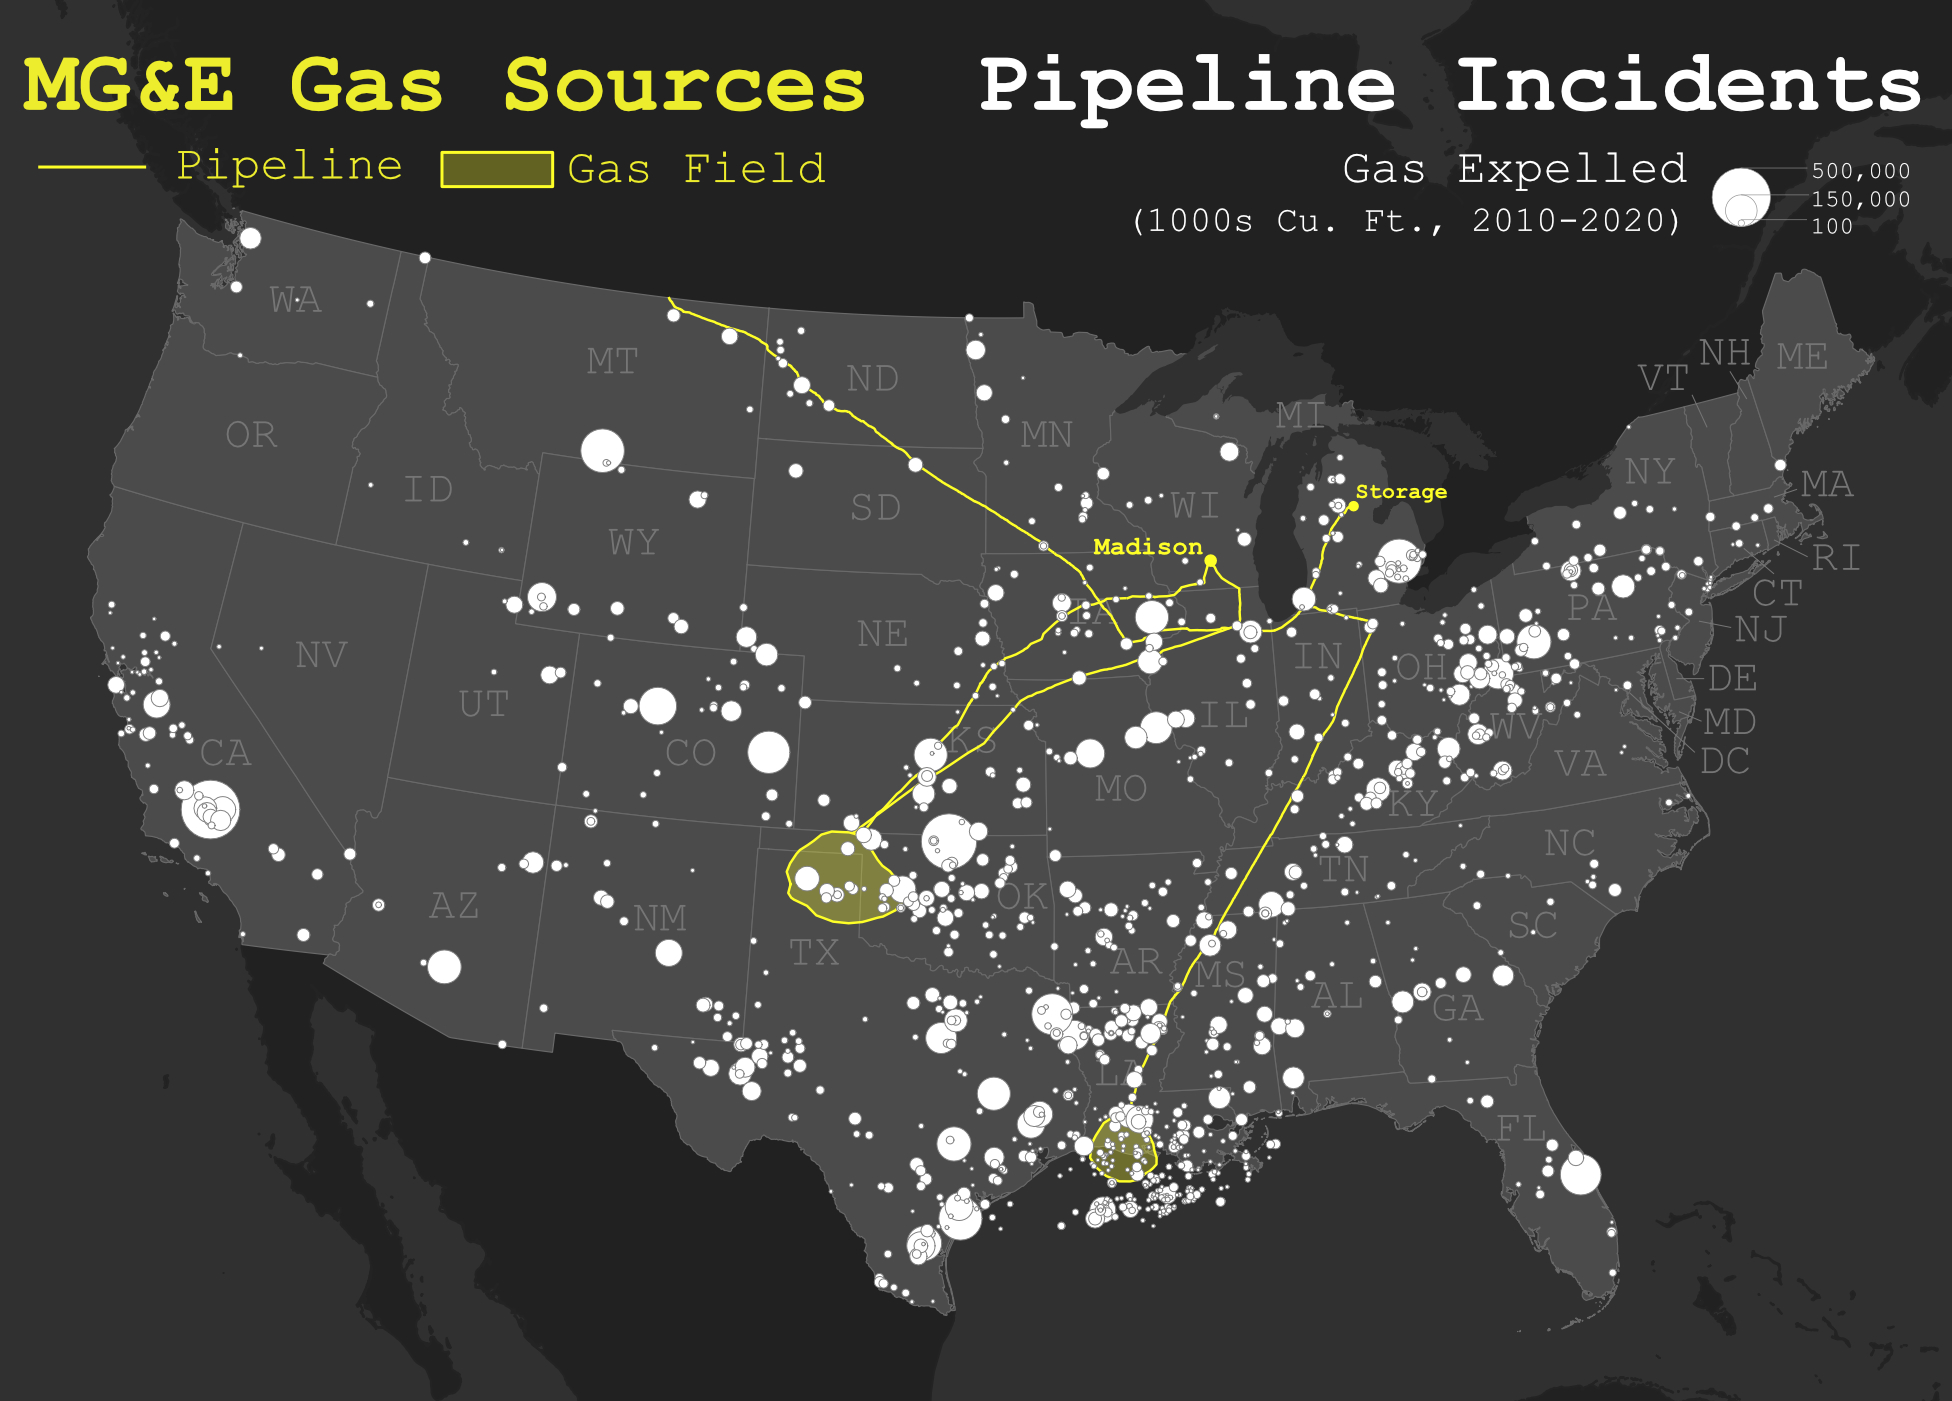 MG&E Gas Sources
Pipeline Incidents
Pipeline
Gas Field
Gas Expelled
(1000s Cu. Ft., 2010-2020)
500,000
150,000
100
WA
MT
ND
MN
MI
VT
NH
ME
OR
ID
SD
WI
Storage
NY
MA
WY
Madison
RI
CT
IA
PA
NJ
NV
NE
IN
OH
DE
UT
IL
WV
MD
CA
CO
KS
MO
KY
VA
DC
AZ
NM
OK
TN
NC
TX
AR
MS
AL
GA
SC
LA
FL